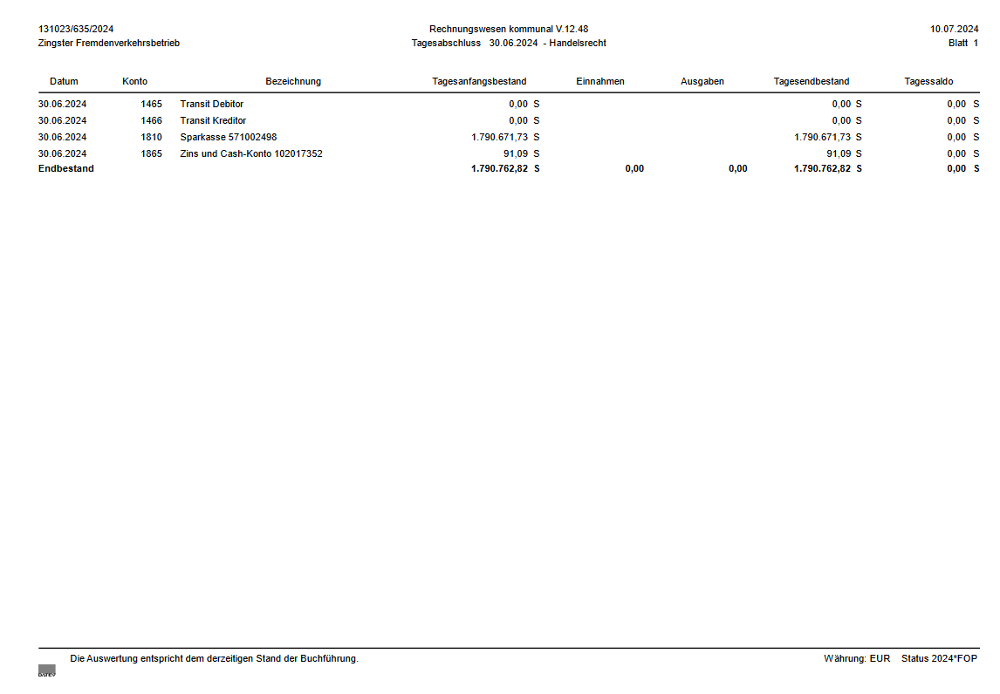 131023/635/2024 Rechnungswesen kommunal V.12.48 10.07.2024
Zingster Fremdenverkehrsbetrieb Tagesabschluss 30.06.2024 - Handelsrecht Blatt 1
Datum Konto Bezeichnung Tagesanfangsbestand Einnahmen Ausgaben Tagesendbestand Tagessaldo
30.06.2024 1465 Transit Debitor 0,00 S 0,00 S 0,00 S
30.06.2024 1466 Transit Kreditor 0,00 S 0,00 S 0,00 S
30.06.2024 1810 Sparkasse 571002498 1.790.671,73 S 1.790.671,73 S 0,00 S
30.06.2024 1865 Zins und Cash-Konto 102017352 91,09 S 91,09 S 0,00 S
Endbestand 1.790.762,82 S 0,00 0,00 1.790.762,82 S 0,00 S
Die Auswertung entspricht dem derzeitigen Stand der Buchführung. Währung: EUR Status 2024*FOP
DATEV